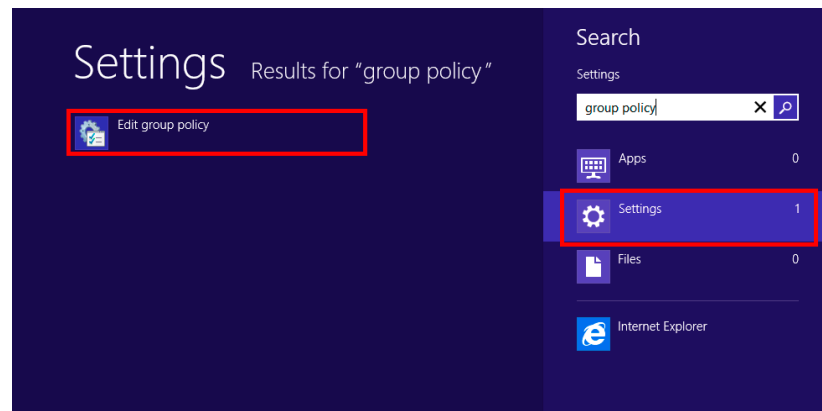 Settings Results for “group policy”
Edit group policy
Search
Settings
group policy
Apps 0
Settings 1
Files 0
Internet Explorer